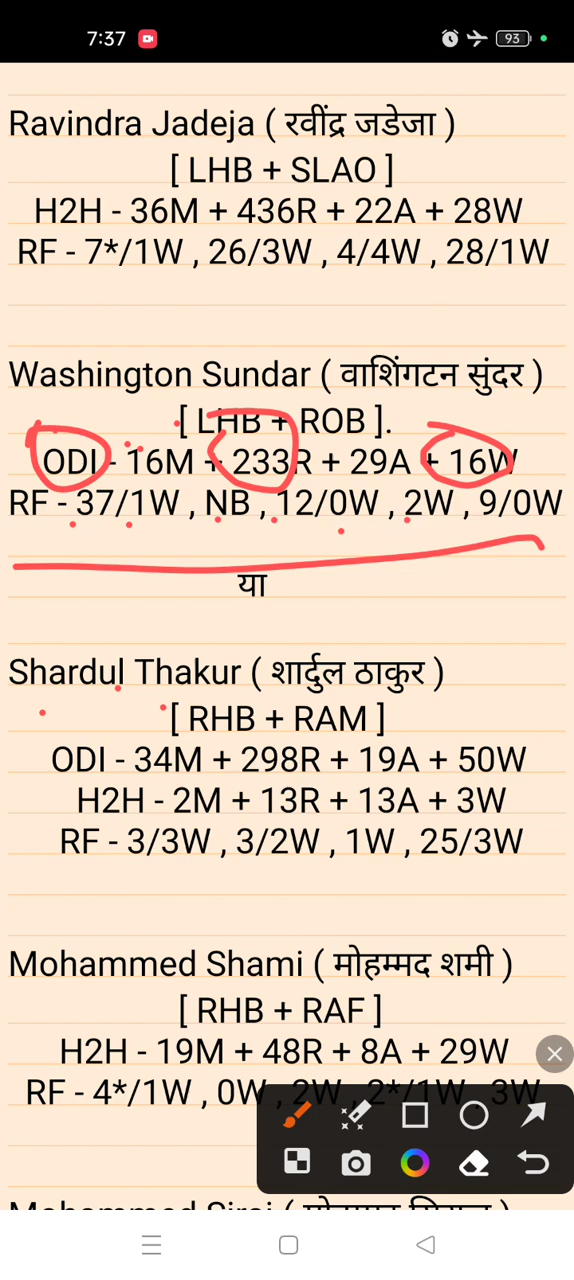 7:37
93
Ravindra Jadeja ( रवींद्र जडेजा )
[ LHB + SLAO ]
H2H - 36M + 436R + 22A + 28W
RF - 7*/1W , 26/3W , 4/4W , 28/1W
Washington Sundar ( वाशिंगटन सुंदर )
[ LHB + ROB ].
ODI - 16M + 233R + 29A + 16W
RF - 37/1W , NB , 12/0W , 2W , 9/0W
या
Shardul Thakur ( शार्दुल ठाकुर )
[ RHB + RAM ]
ODI - 34M + 298R + 19A + 50W
H2H - 2M + 13R + 13A + 3W
RF - 3/3W , 3/2W , 1W , 25/3W
Mohammed Shami ( मोहम्मद शमी )
[ RHB + RAF ]
H2H - 19M + 48R + 8A + 29W
RF - 4*/1W , 0W , 2W , 2*/1W , 3W